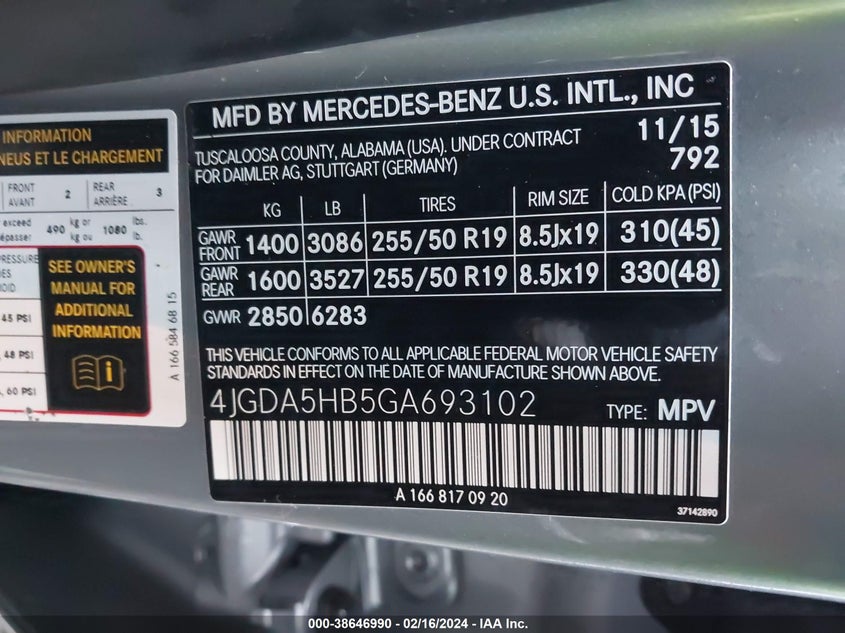 INFORMATION
NEUS ET LE CHARGEMENT
FRONT
AVANT
2
REAR
ARRIÈRE
3
exceed
490
kg or
kg ou
1080
lbs.
lb.
SEE OWNER'S
MANUAL FOR
ADDITIONAL
INFORMATION
45 PSI
48 PSI
60 PSI
A 166 584 68 15
MFD BY MERCEDES-BENZ U.S. INTL., INC
TUSCALOOSA COUNTY, ALABAMA (USA). UNDER CONTRACT
FOR DAIMLER AG, STUTTGART (GERMANY)
11/15
792
KG LB TIRES RIM SIZE COLD KPA (PSI)
GAWR FRONT 1400 3086 255/50 R19 8.5Jx19 310(45)
GAWR REAR 1600 3527 255/50 R19 8.5Jx19 330(48)
GVWR 2850 6283
THIS VEHICLE CONFORMS TO ALL APPLICABLE FEDERAL MOTOR VEHICLE SAFETY
STANDARDS IN EFFECT ON THE DATE OF MANUFACTURE SHOWN ABOVE.
4JGDA5HB5GA693102 TYPE: MPV
A 166 817 09 20
37142890
000-38646990 - 02/16/2024 - IAA Inc.